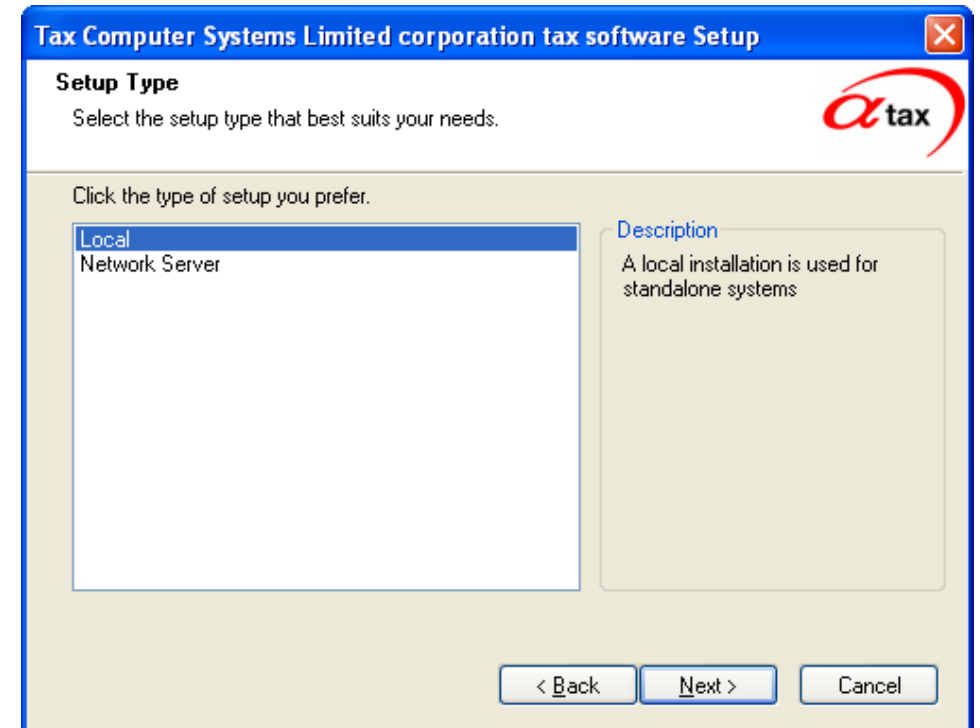 Tax Computer Systems Limited corporation tax software Setup
Setup Type
Select the setup type that best suits your needs.
α tax
Click the type of setup you prefer.
Local
Network Server
Description
A local installation is used for
standalone systems
< Back
Next >
Cancel